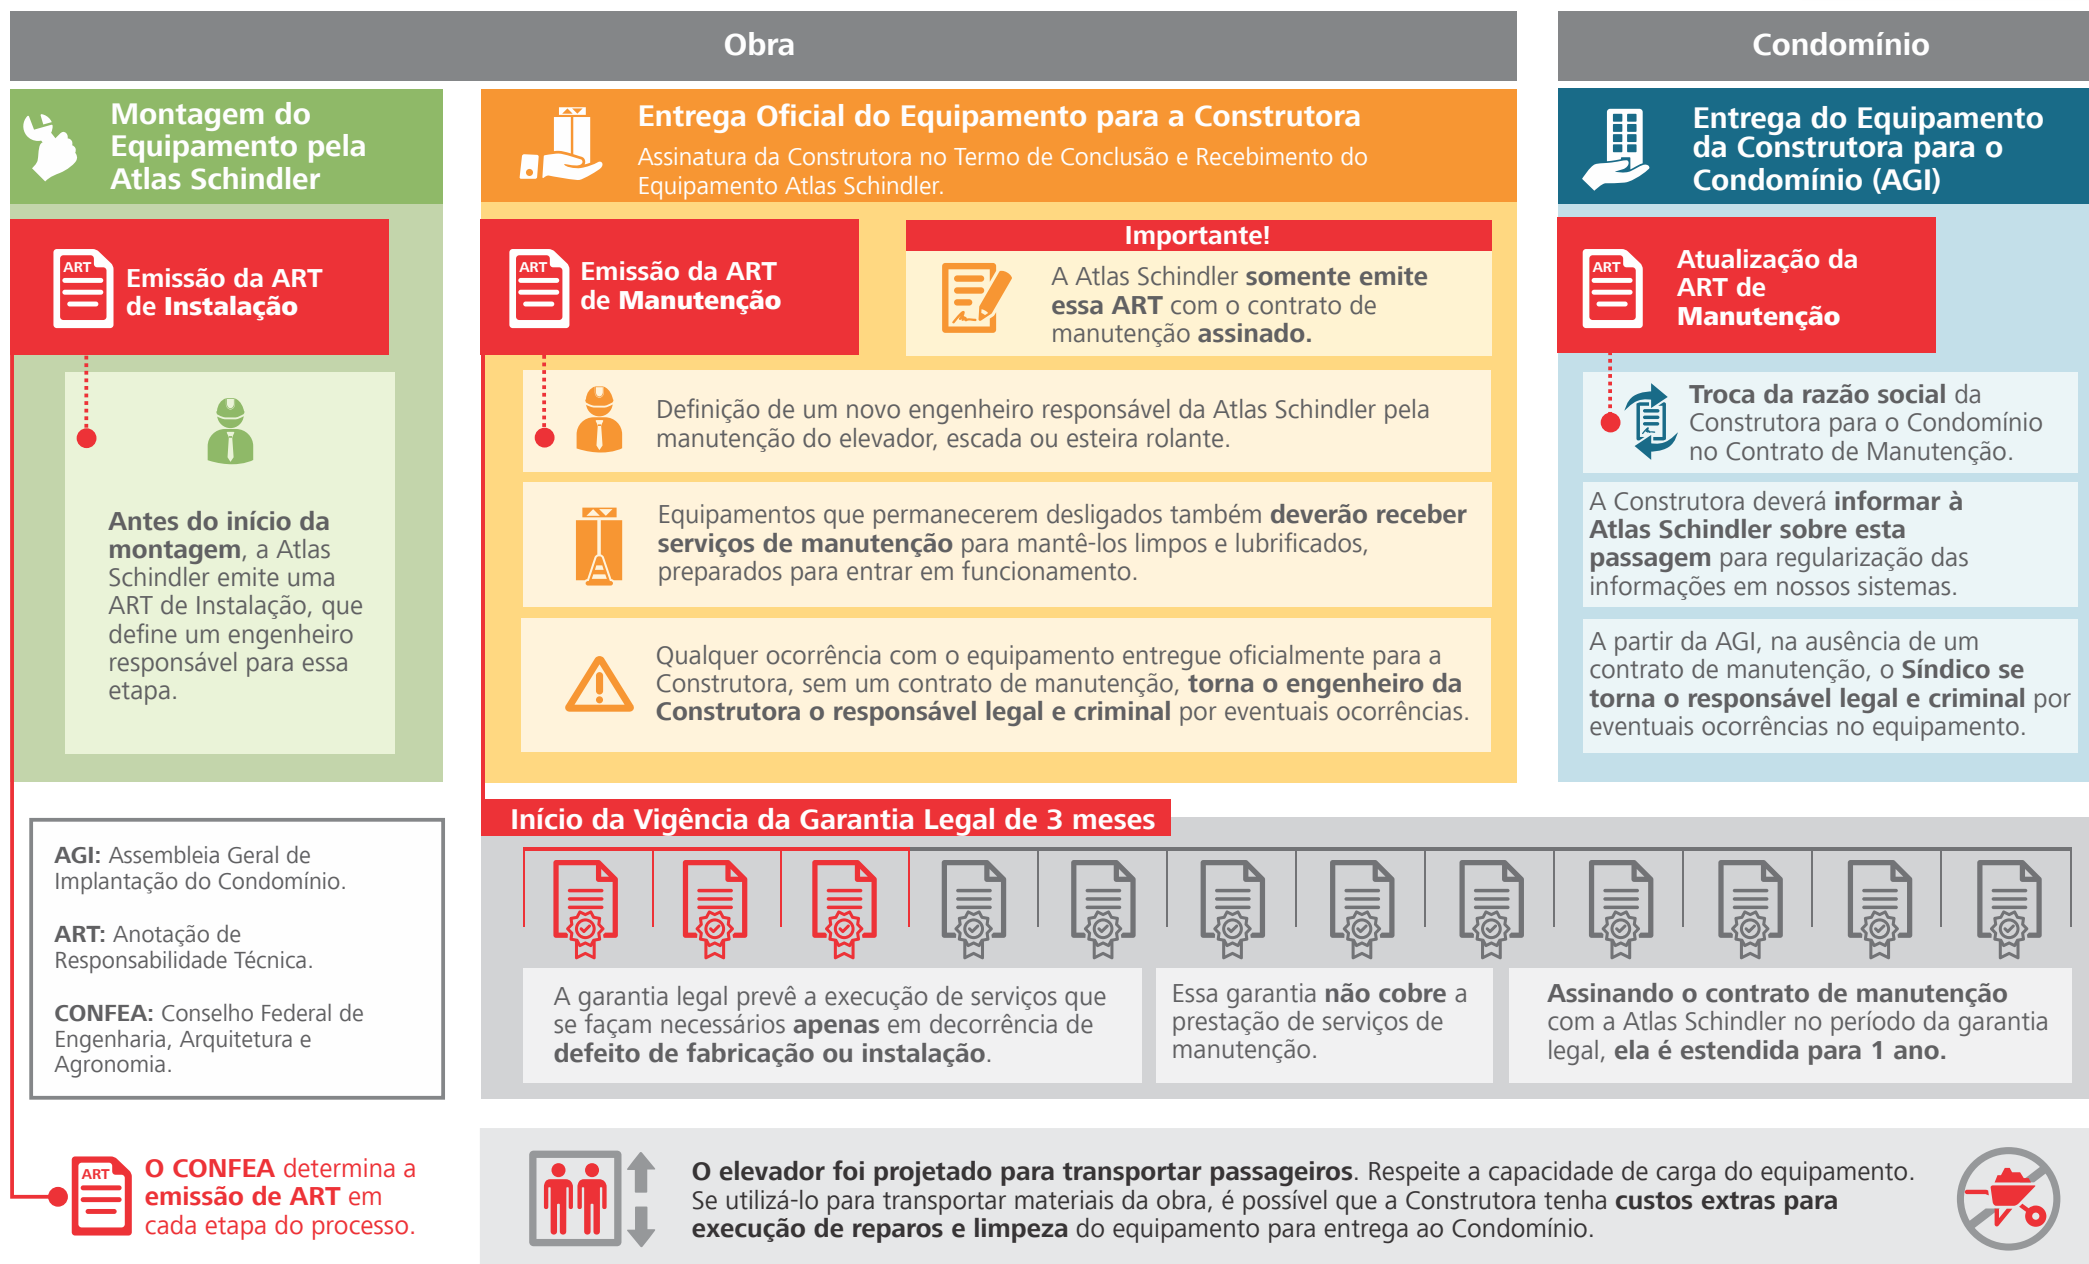 Obra
Montagem do
Equipamento pela
Atlas Schindler
ART
Emissão da ART
de Instalação
Antes do início da
montagem, a Atlas
Schindler emite uma
ART de Instalação, que
define um engenheiro
responsável para essa
etapa.
Entrega Oficial do Equipamento para a Construtora
Assinatura da Construtora no Termo de Conclusão e Recebimento do
Equipamento Atlas Schindler.
ART
Emissão da ART
de Manutenção
Importante!
A Atlas Schindler somente emite
essa ART com o contrato de
manutenção assinado.
Definição de um novo engenheiro responsável da Atlas Schindler pela
manutenção do elevador, escada ou esteira rolante.
Equipamentos que permanecerem desligados também deverão receber
serviços de manutenção para mantê-los limpos e lubrificados,
preparados para entrar em funcionamento.
Qualquer ocorrência com o equipamento entregue oficialmente para a
Construtora, sem um contrato de manutenção, torna o engenheiro da
Construtora o responsável legal e criminal por eventuais ocorrências.
Condomínio
Entrega do Equipamento
da Construtora para o
Condomínio (AGI)
ART
Atualização da
ART de
Manutenção
Troca da razão social da
Construtora para o Condomínio
no Contrato de Manutenção.
A Construtora deverá informar à
Atlas Schindler sobre esta
passagem para regularização das
informações em nossos sistemas.
A partir da AGI, na ausência de um
contrato de manutenção, o Síndico se
torna o responsável legal e criminal por
eventuais ocorrências no equipamento.
AGI: Assembleia Geral de
Implantação do Condomínio.
ART: Anotação de
Responsabilidade Técnica.
CONFEA: Conselho Federal de
Engenharia, Arquitetura e
Agronomia.
ART
O CONFEA determina a
emissão de ART em
cada etapa do processo.
Início da Vigência da Garantia Legal de 3 meses
A garantia legal prevê a execução de serviços que
se façam necessários apenas em decorrência de
defeito de fabricação ou instalação.
Essa garantia não cobre a
prestação de serviços de
manutenção.
Assinando o contrato de manutenção
com a Atlas Schindler no período da garantia
legal, ela é estendida para 1 ano.
O elevador foi projetado para transportar passageiros. Respeite a capacidade de carga do equipamento.
Se utilizá-lo para transportar materiais da obra, é possível que a Construtora tenha custos extras para
execução de reparos e limpeza do equipamento para entrega ao Condomínio.